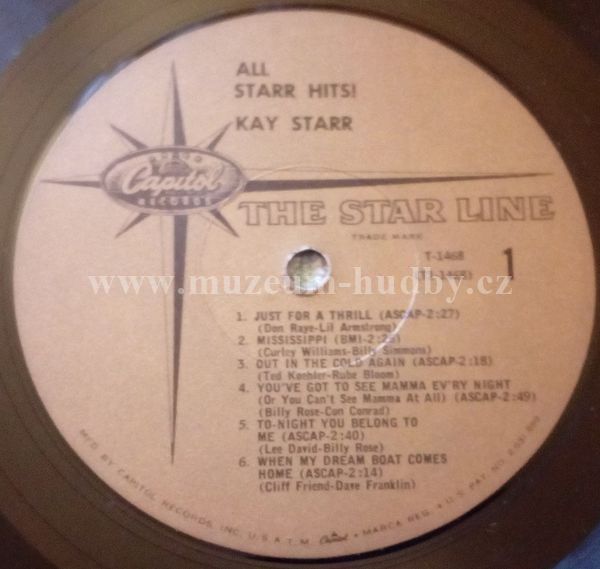 ALL
STARR HITS!
KAY STARR
Capitol
RECORDS
THE STAR LINE
TRADE MARK
T-1468
1
www.muzeum-hudby.cz
1. JUST FOR A THRILL (ASCAP-2:27)
(Don Raye-Lil Armstrong)
2. MISSISSIPPI (BMI-2:25)
(Curley Williams-Billy Simmons)
3. OUT IN THE COLD AGAIN (ASCAP-2:18)
(Ted Koehler-Rube Bloom)
4. YOU'VE GOT TO SEE MAMMA EV'RY NIGHT
(Or You Can't See Mamma At All) (ASCAP-2:49)
(Billy Rose-Con Conrad)
5. TO-NIGHT YOU BELONG TO
ME (ASCAP-2:40)
(Lee David-Billy Rose)
6. WHEN MY DREAM BOAT COMES
HOME (ASCAP-2:14)
(Cliff Friend-Dave Franklin)
MFD. BY CAPITOL RECORDS, INC. U.S.A. T.M. Capitol MARCA REG. • U.S. PAT. NO.